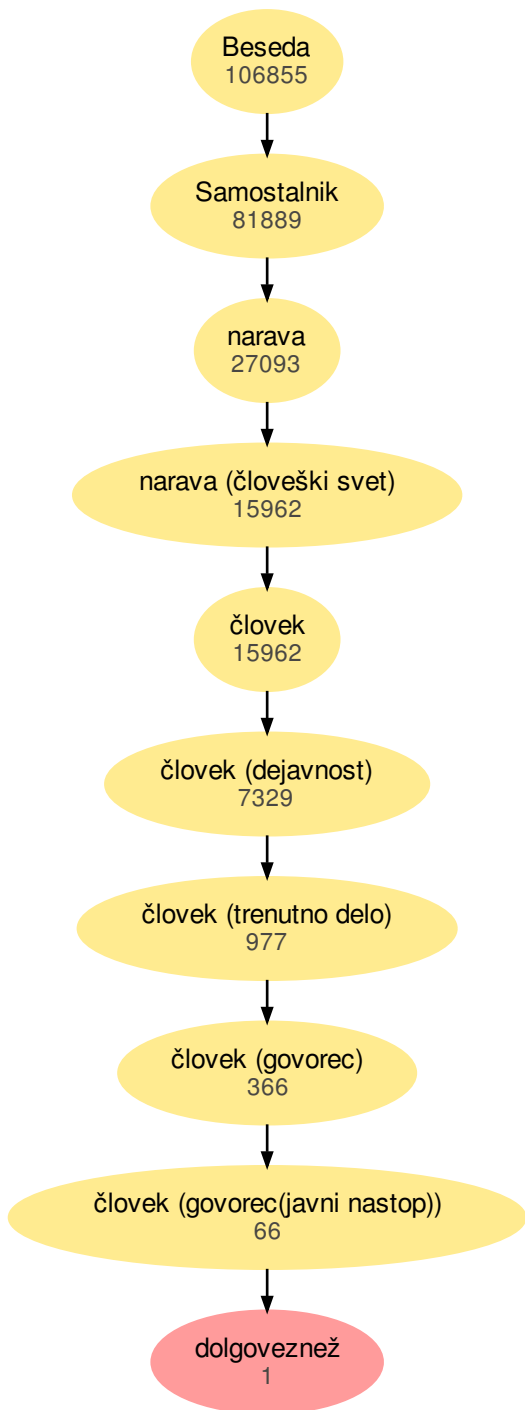 Beseda
106855
Samostalnik
81889
narava
27093
narava (človeški svet)
15962
človek
15962
človek (dejavnost)
7329
človek (trenutno delo)
977
človek (govorec)
366
človek (govorec(javni nastop))
66
dolgoveznež
1